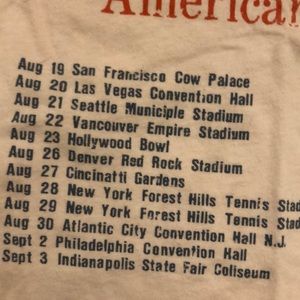 American
Aug 19 San Francisco Cow Palace
Aug 20 Las Vegas Convention Hall
Aug 21 Seattle Municiple Stadium
Aug 22 Vancouver Empire Stadium
Aug 23 Hollywood Bowl
Aug 26 Denver Red Rock Stadium
Aug 27 Cincinatti Gardens
Aug 28 New York Forest Hills Tennis Stad
Aug 29 New York Forest Hills Tennis Stad
Aug 30 Atlantic City Convention Hall N.J.
Sept 2 Philadelphia Convention Hall
Sept 3 Indianapolis State Fair Coliseum